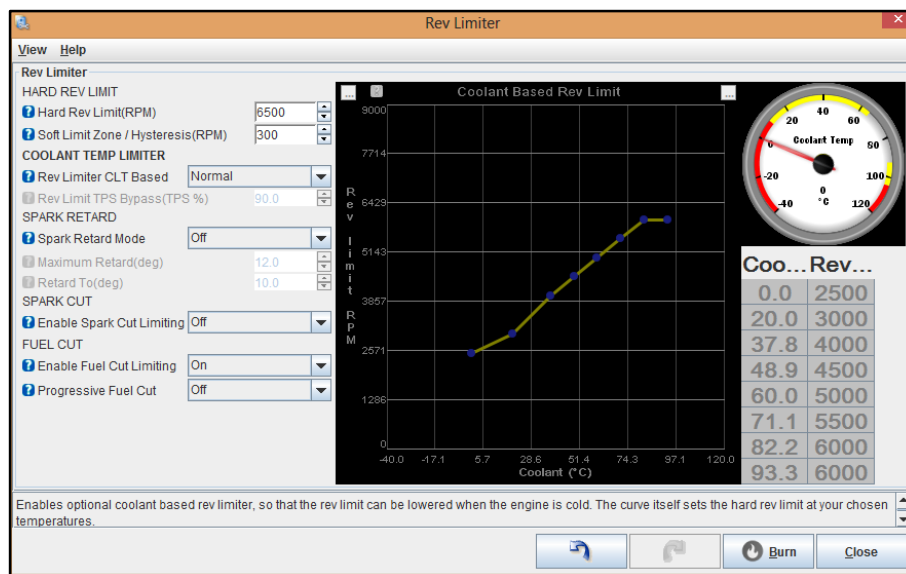 Rev Limiter
View Help
Rev Limiter
HARD REV LIMIT
Hard Rev Limit(RPM) 6500
Soft Limit Zone / Hysteresis(RPM) 300
COOLANT TEMP LIMITER
Rev Limiter CLT Based Normal
Rev Limit TPS Bypass(TPS %) 90.0
SPARK RETARD
Spark Retard Mode Off
Maximum Retard(deg) 12.0
Retard To(deg) 10.0
SPARK CUT
Enable Spark Cut Limiting Off
FUEL CUT
Enable Fuel Cut Limiting On
Progressive Fuel Cut Off
... Coolant Based Rev Limit ...
Rev limit RPM
9000
7714
6429
5143
3857
2571
1286
0
-40.0 -17.1 5.7 28.6 51.4 74.3 97.1 120.0
Coolant (°C)
-40 -20 0 20 40 60 80 100 120
Coolant Temp
0
°C
Coo... Rev...
0.0 2500
20.0 3000
37.8 4000
48.9 4500
60.0 5000
71.1 5500
82.2 6000
93.3 6000
Enables optional coolant based rev limiter, so that the rev limit can be lowered when the engine is cold. The curve itself sets the hard rev limit at your chosen
temperatures.
Burn Close